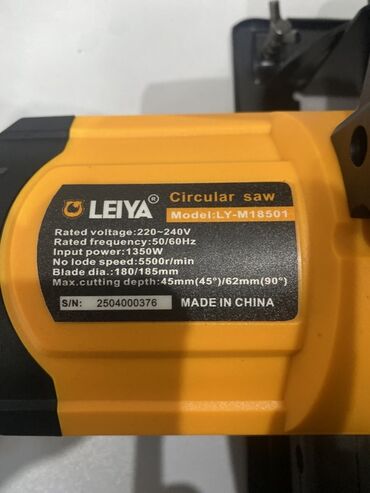 LEIYA® Circular saw
Model:LY-M18501
Rated voltage:220~240V
Rated frequency:50/60Hz
Input power:1350W
No lode speed:5500r/min
Blade dia.:180/185mm
Max.cutting depth:45mm(45°)/62mm(90°)
S/N: 2504000376 MADE IN CHINA